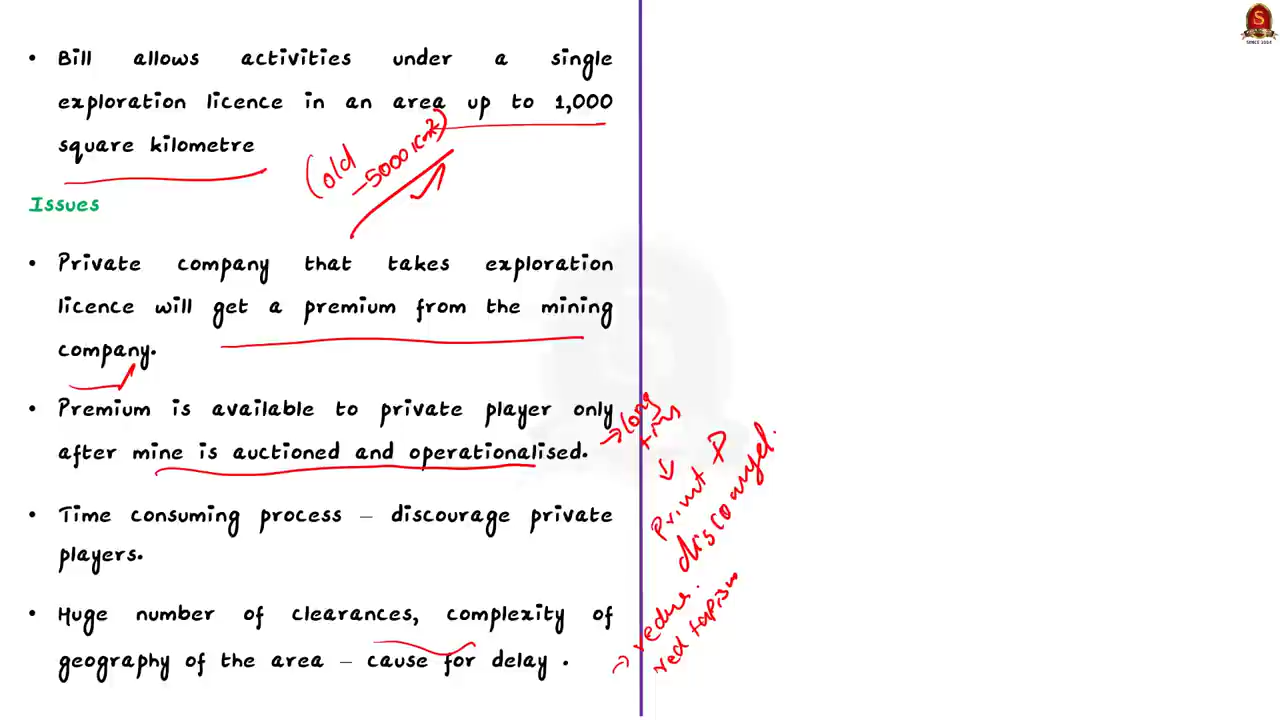 • Bill allows activities under a single
exploration licence in an area up to 1,000
square kilometre
(old
-5000 km²)
Issues
• Private company that takes exploration
licence will get a premium from the mining
company.
• Premium is available to private player only
after mine is auctioned and operationalised.
→ long
time
• Time consuming process – discourage private
players.
P
• Huge number of clearances, complexity of
geography of the area – cause for delay .
→ reduce
red tapism
S
SINCE 2004